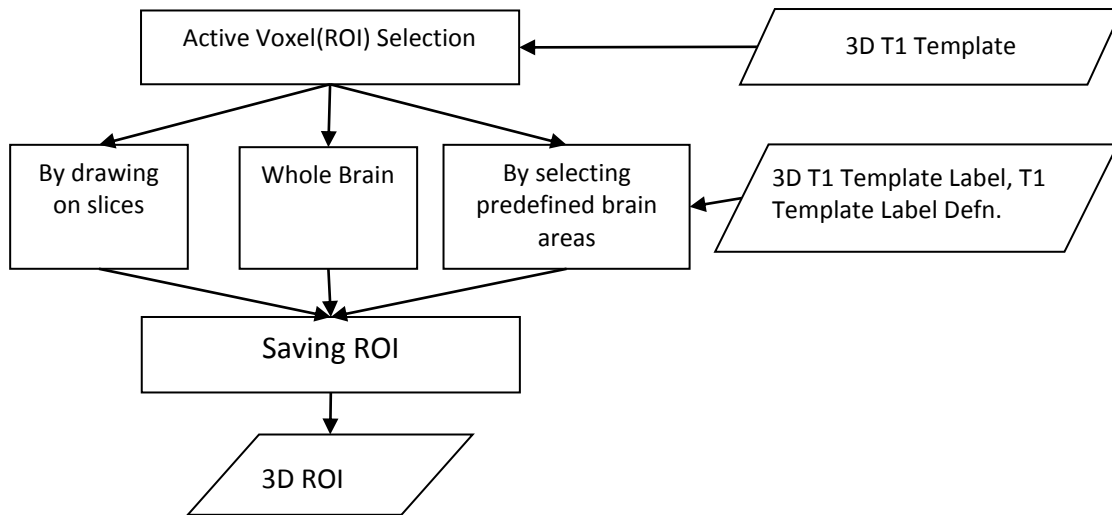 Active Voxel(ROI) Selection
3D T1 Template
By drawing
on slices
Whole Brain
By selecting
predefined brain
areas
3D T1 Template Label, T1
Template Label Defn.
Saving ROI
3D ROI